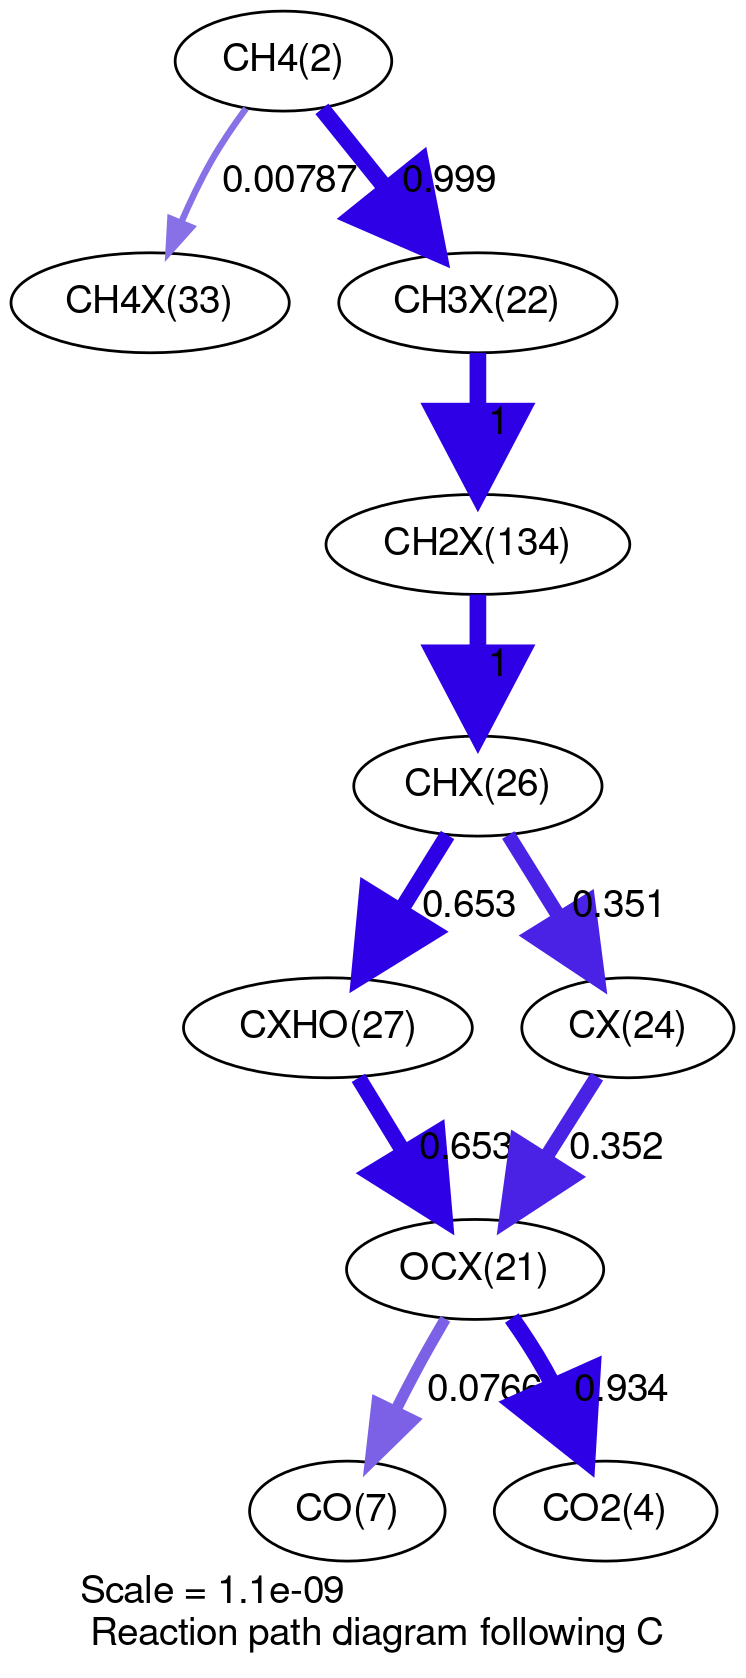 CH4(2)
0.00787
0.999
CH4X(33)
CH3X(22)
1
CH2X(134)
1
CHX(26)
0.653
0.351
CXHO(27)
CX(24)
0.653
0.352
OCX(21)
0.0766
0.934
CO(7)
CO2(4)
Scale = 1.1e-09
Reaction path diagram following C